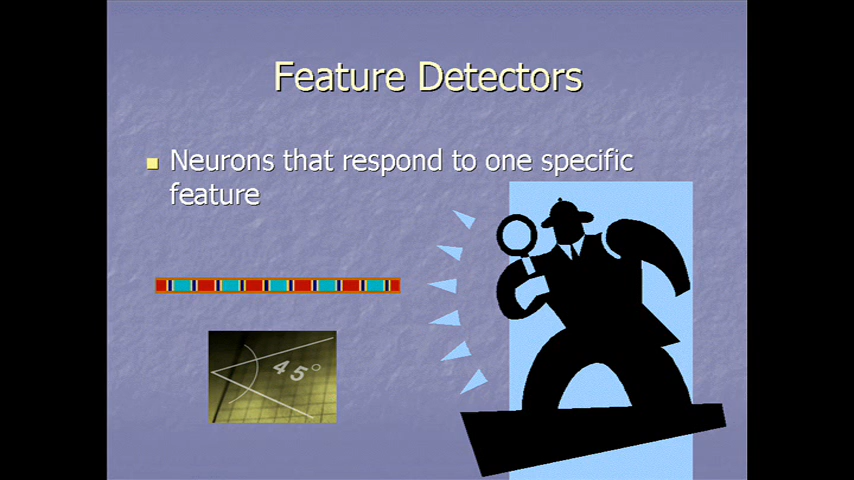 Feature Detectors
Neurons that respond to one specific
feature
45°